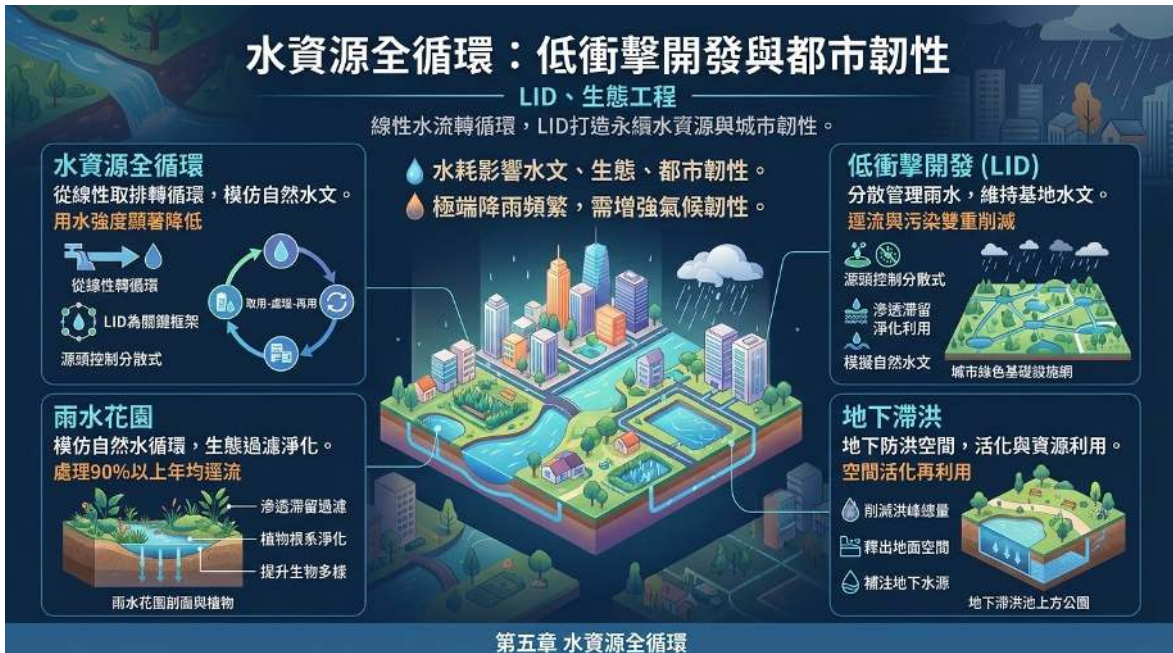 水資源全循環：低衝擊開發與都市韌性
LID、生態工程
線性水流轉循環，LID打造永續水資源與城市韌性。
水耗影響水文、生態、都市韌性。
極端降雨頻繁，需增強氣候韌性。
水資源全循環
從線性取排轉循環，模仿自然水文。
用水強度顯著降低
從線性轉循環
LID為關鍵框架
源頭控制分散式
取用-處理-再用
低衝擊開發 (LID)
分散管理雨水，維持基地水文。
逕流與污染雙重削減
源頭控制分散式
滲透滯留
淨化利用
模擬自然水文
城市綠色基礎設施網
雨水花園
模仿自然水循環，生態過濾淨化。
處理90%以上年均逕流
滲透滯留過濾
植物根系淨化
提升生物多樣
雨水花園剖面與植物
地下滯洪
地下防洪空間，活化與資源利用。
空間活化再利用
削減洪峰總量
釋出地面空間
補注地下水源
地下滯洪池上方公園
第五章 水資源全循環